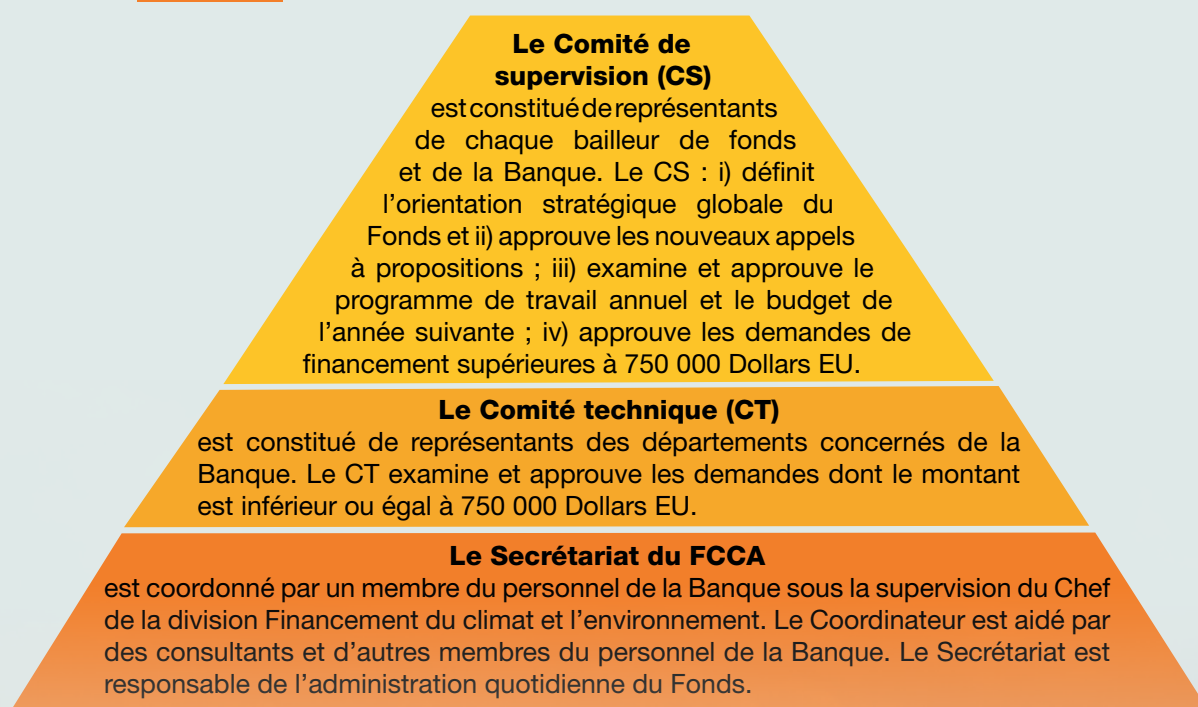 Le Comité de
supervision (CS)
est constitué de représentants
de chaque bailleur de fonds
et de la Banque. Le CS : i) définit
l’orientation stratégique globale du
Fonds et ii) approuve les nouveaux appels
à propositions ; iii) examine et approuve le
programme de travail annuel et le budget de
l’année suivante ; iv) approuve les demandes de
financement supérieures à 750 000 Dollars EU.
Le Comité technique (CT)
est constitué de représentants des départements concernés de la
Banque. Le CT examine et approuve les demandes dont le montant
est inférieur ou égal à 750 000 Dollars EU.
Le Secrétariat du FCCA
est coordonné par un membre du personnel de la Banque sous la supervision du Chef
de la division Financement du climat et l’environnement. Le Coordinateur est aidé par
des consultants et d’autres membres du personnel de la Banque. Le Secrétariat est
responsable de l’administration quotidienne du Fonds.